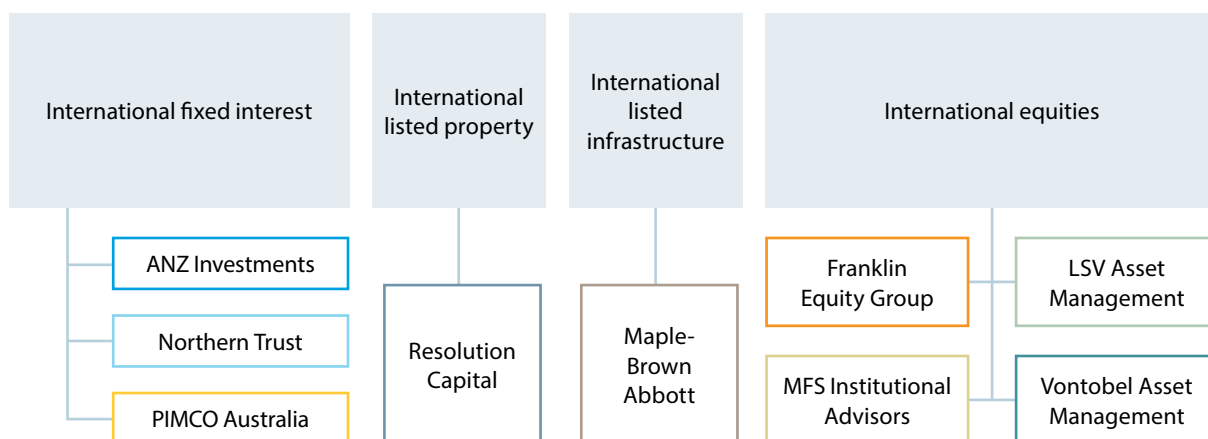 International fixed interest
International
listed property
International
listed
infrastructure
International equities
ANZ Investments
Northern Trust
PIMCO Australia
Resolution
Capital
Maple-
Brown
Abbott
Franklin
Equity Group
LSV Asset
Management
MFS Institutional
Advisors
Vontobel Asset
Management